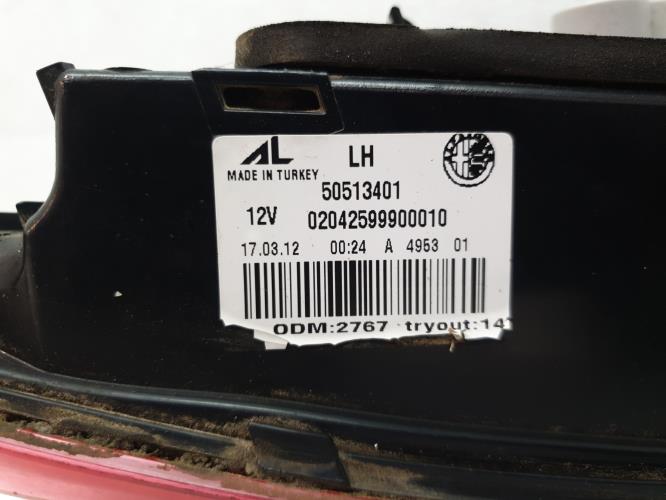 AL LH
MADE IN TURKEY
50513401
12V 02042599900010
17.03.12 00:24 A 4953 01
ODM:2767 tryout:14